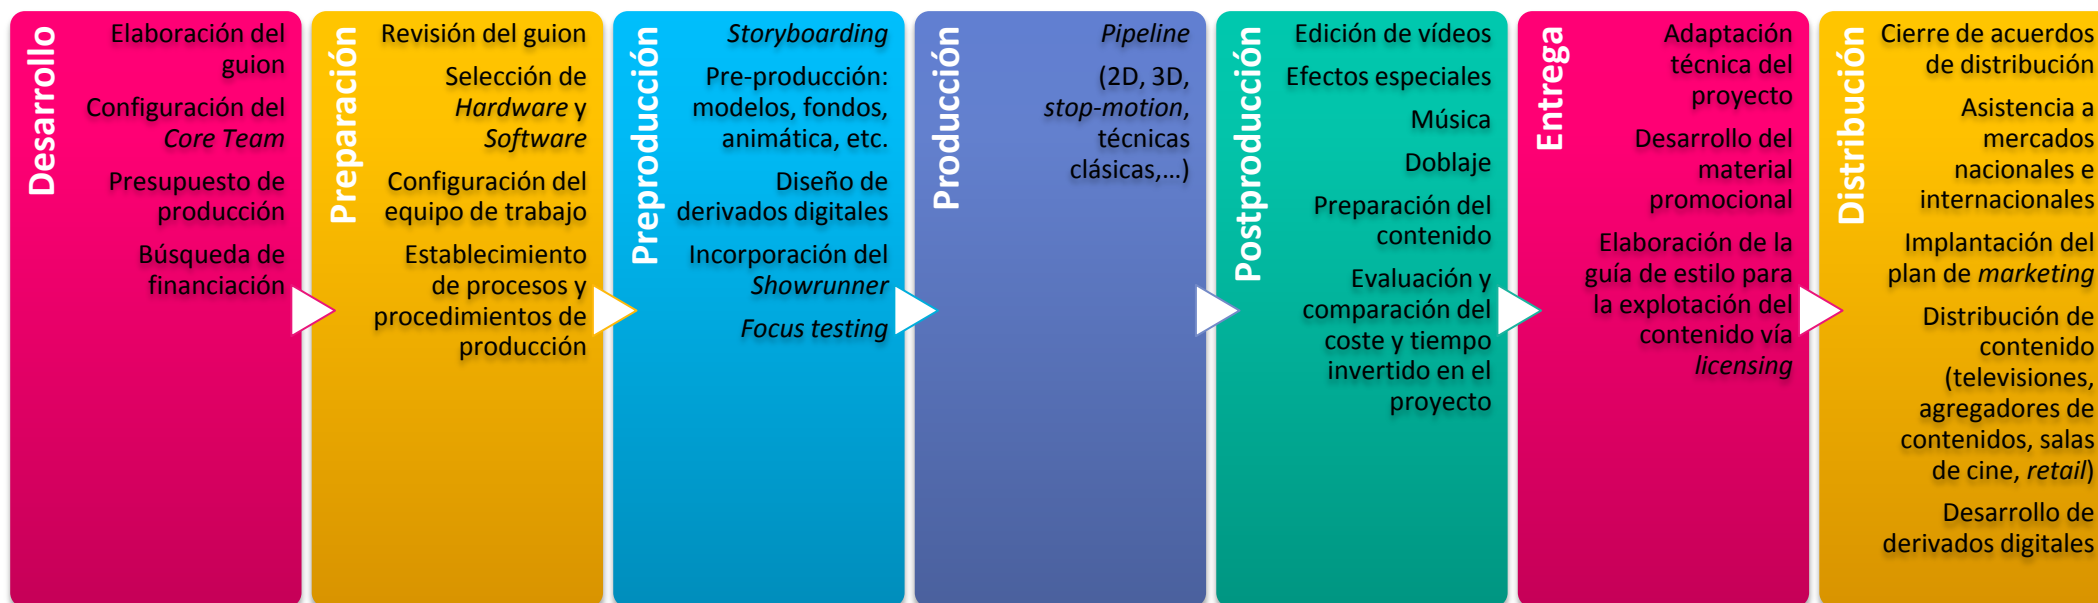 Desarrollo
Elaboración del
guion
Configuración del
Core Team
Presupuesto de
producción
Búsqueda de
financiación
Preparación
Revisión del guion
Selección de
Hardware y
Software
Configuración del
equipo de trabajo
Establecimiento
de procesos y
procedimientos de
producción
Preproducción
Storyboarding
Pre-producción:
modelos, fondos,
animática, etc.
Diseño de
derivados digitales
Incorporación del
Showrunner
Focus testing
Producción
Pipeline
(2D, 3D,
stop-motion,
técnicas
clásicas,...)
Postproducción
Edición de vídeos
Efectos especiales
Música
Doblaje
Preparación del
contenido
Evaluación y
comparación del
coste y tiempo
invertido en el
proyecto
Entrega
Adaptación
técnica del
proyecto
Desarrollo del
material
promocional
Elaboración de la
guía de estilo para
la explotación del
contenido vía
licensing
Distribución
Cierre de acuerdos
de distribución
Asistencia a
mercados
nacionales e
internacionales
Implantación del
plan de marketing
Distribución de
contenido
(televisiones,
agregadores de
contenidos, salas
de cine, retail)
Desarrollo de
derivados digitales